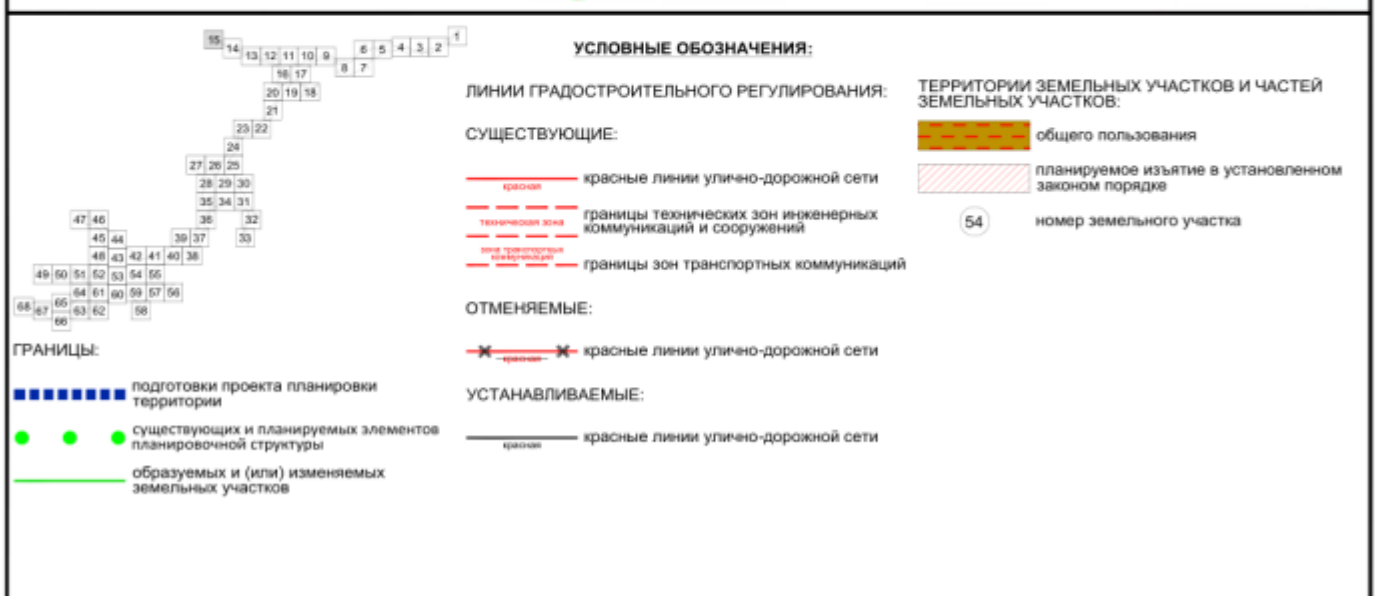 1
15
14
13 12 11 10 9
8 7
6 5 4 3 2
16 17
20 19 18
21
23 22
24
27 26 25
28 29 30
35 34 31
36 32
47 46
45 44
39 37 33
48 43 42 41 40 38
49 50 51 52 53 54 55
64 61 60 59 57 56
68 67 65 63 62 58
66
ГРАНИЦЫ:
подготовки проекта планировки
территории
существующих и планируемых элементов
планировочной структуры
образуемых и (или) изменяемых
земельных участков
УСЛОВНЫЕ ОБОЗНАЧЕНИЯ:
ЛИНИИ ГРАДОСТРОИТЕЛЬНОГО РЕГУЛИРОВАНИЯ:
СУЩЕСТВУЮЩИЕ:
красная
красные линии улично-дорожной сети
техническая зона
границы технических зон инженерных
коммуникаций и сооружений
зона транспортных
коммуникаций
границы зон транспортных коммуникаций
ОТМЕНЯЕМЫЕ:
красная
красные линии улично-дорожной сети
УСТАНАВЛИВАЕМЫЕ:
красная
красные линии улично-дорожной сети
ТЕРРИТОРИИ ЗЕМЕЛЬНЫХ УЧАСТКОВ И ЧАСТЕЙ
ЗЕМЕЛЬНЫХ УЧАСТКОВ:
общего пользования
планируемое изъятие в установленном
законом порядке
54
номер земельного участка